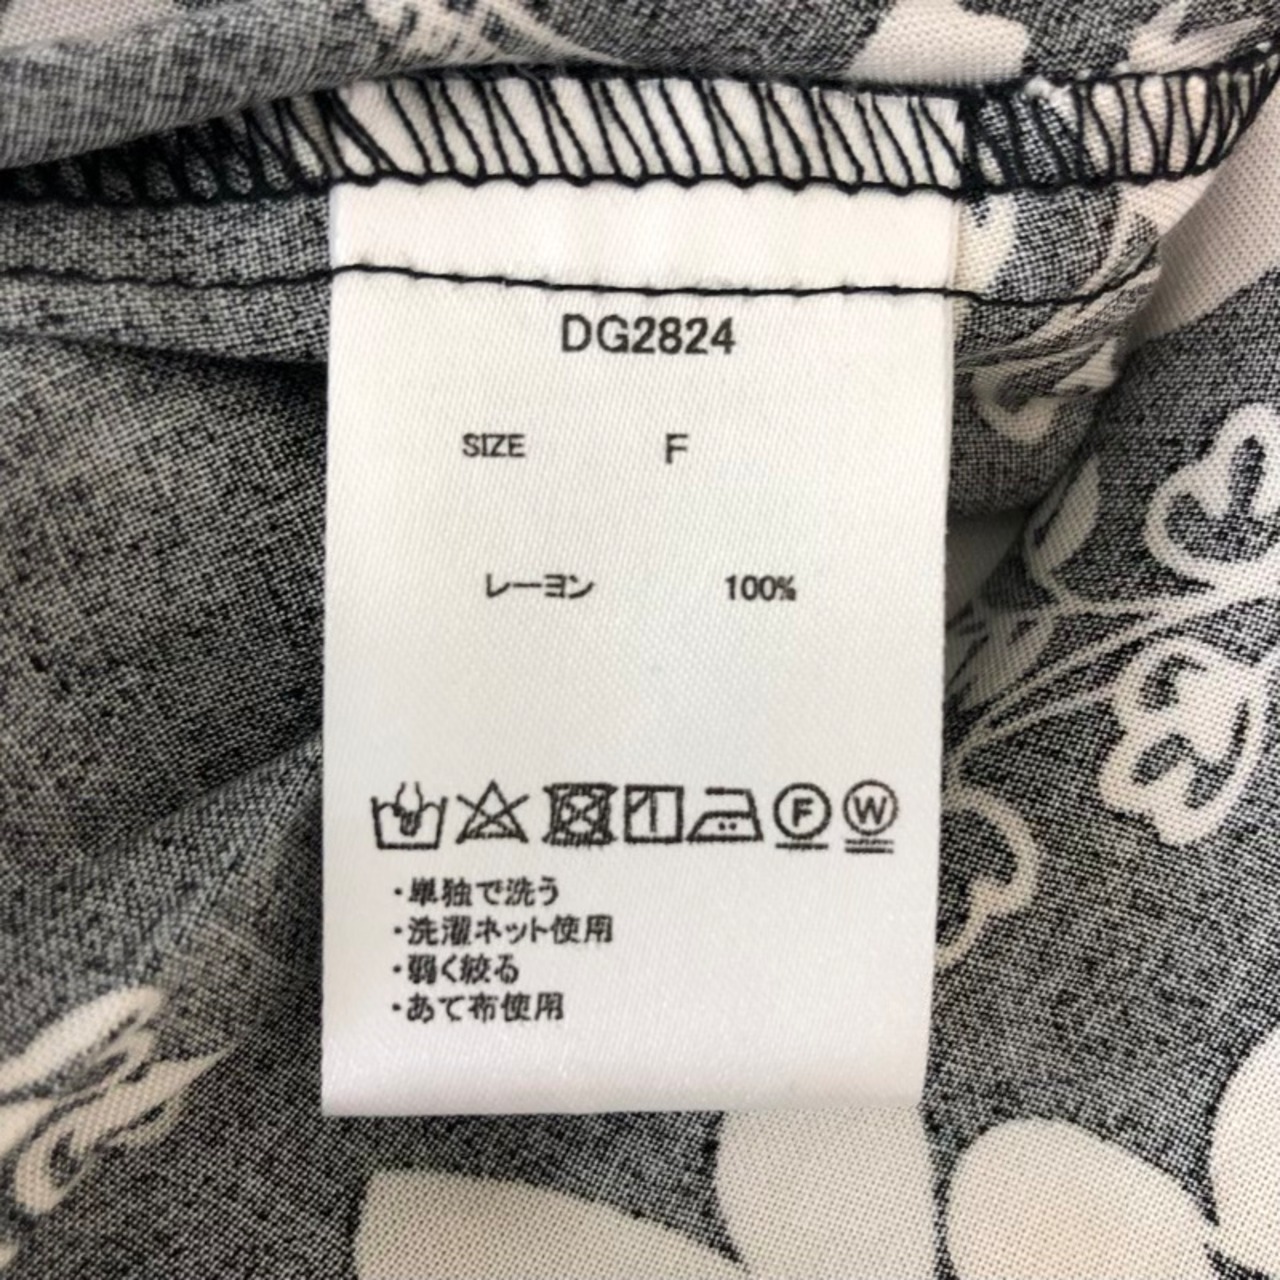 DG2824
SIZE F
レーヨン 100%
F W
・単独で洗う
・洗濯ネット使用
・弱く絞る
・あて布使用